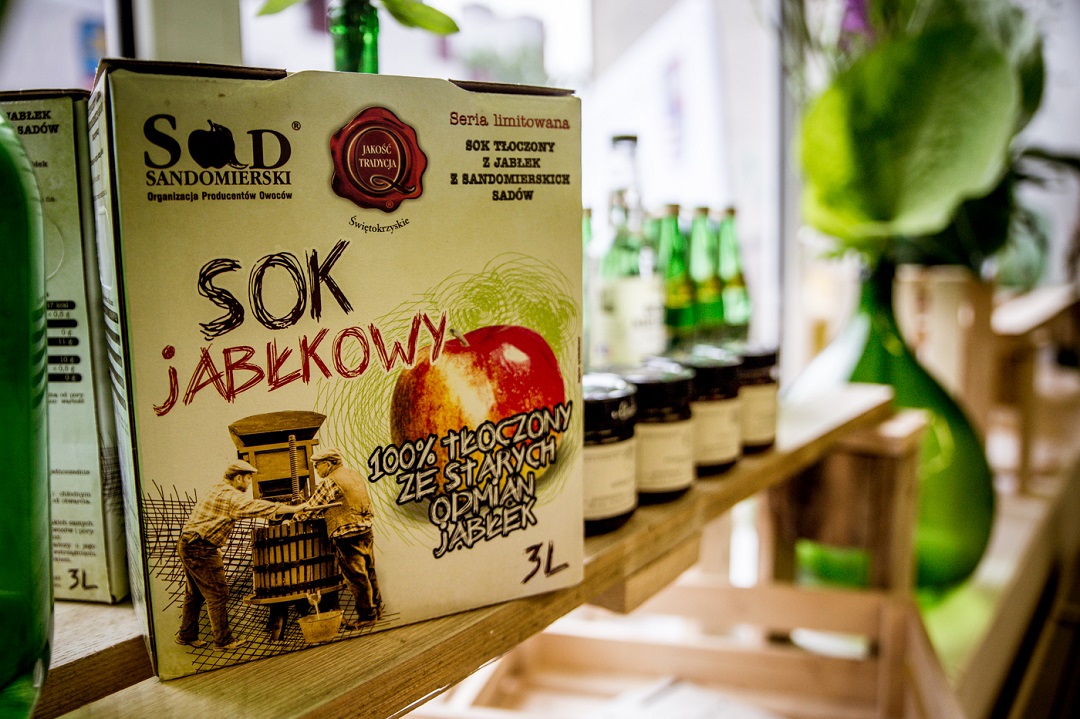 JABŁEK
SADÓW
3L
SAD®
SANDOMIERSKI
Organizacja Producentów Owoców
JAKOŚĆ
TRADYCJA
Świętokrzyskie
Seria limitowana
SOK TŁOCZONY
Z JABŁEK
Z SANDOMIERSKICH
SADÓW
SOK
jABŁKOWY
100% TŁOCZONY
ZE STARYCH
ODMIAN
JABŁEK
3L